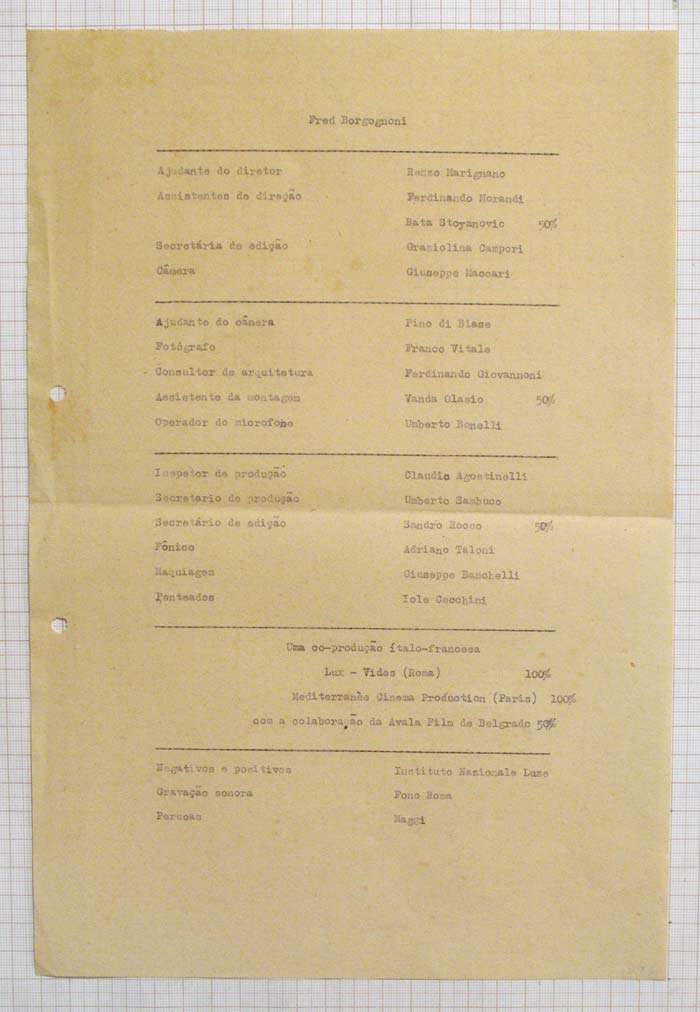 Fred Borgognoni
Ajudante do diretor Renzo Marignano
Assistentes de direção Ferdinando Morandi
Bata Stoyanovic 50%
Secretária de edição Graziolina Campori
Câmera Giuseppe Maccari
Ajudante do câmera Pino di Biase
Fotógrafo Franco Vitale
Consultor de arquitetura Ferdinando Giovannoni
Assistente da montagem Vanda Olasio 50%
Operador do microfone Umberto Bonelli
Inspetor de produção Claudio Agostinelli
Secretario de produção Umberto Sambuco
Secretário de edição Sandro Rocco 50%
Fônico Adriano Taloni
Maquiagem Giuseppe Banchelli
Penteados Iole Cecchini
Uma co-produção ítalo-francesa
Lux - Vides (Roma) 100%
Mediterranée Cinema Production (Paris) 100%
com a colaboração da Avala Film de Belgrado 50%
Negativos e positivos Instituto Nazionale Luxe
Gravação sonora Fono Roma
Perucas Maggi